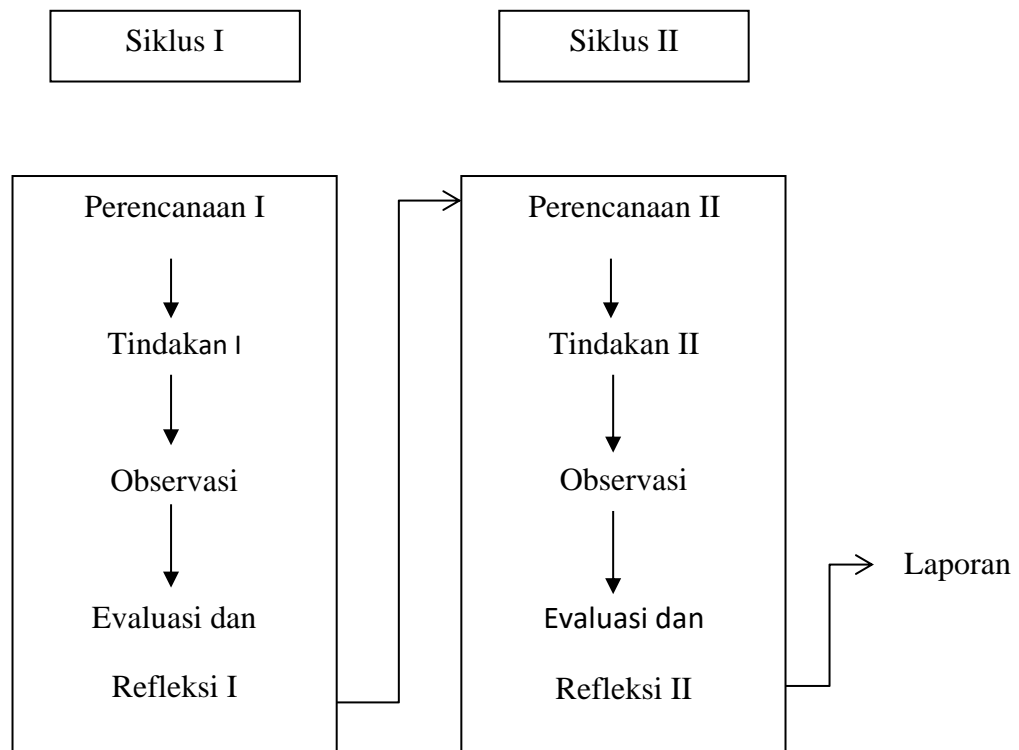 Siklus I
Siklus II
Perencanaan I
Tindakan I
Observasi
Evaluasi dan
Refleksi I
Perencanaan II
Tindakan II
Observasi
Evaluasi dan
Refleksi II
Laporan